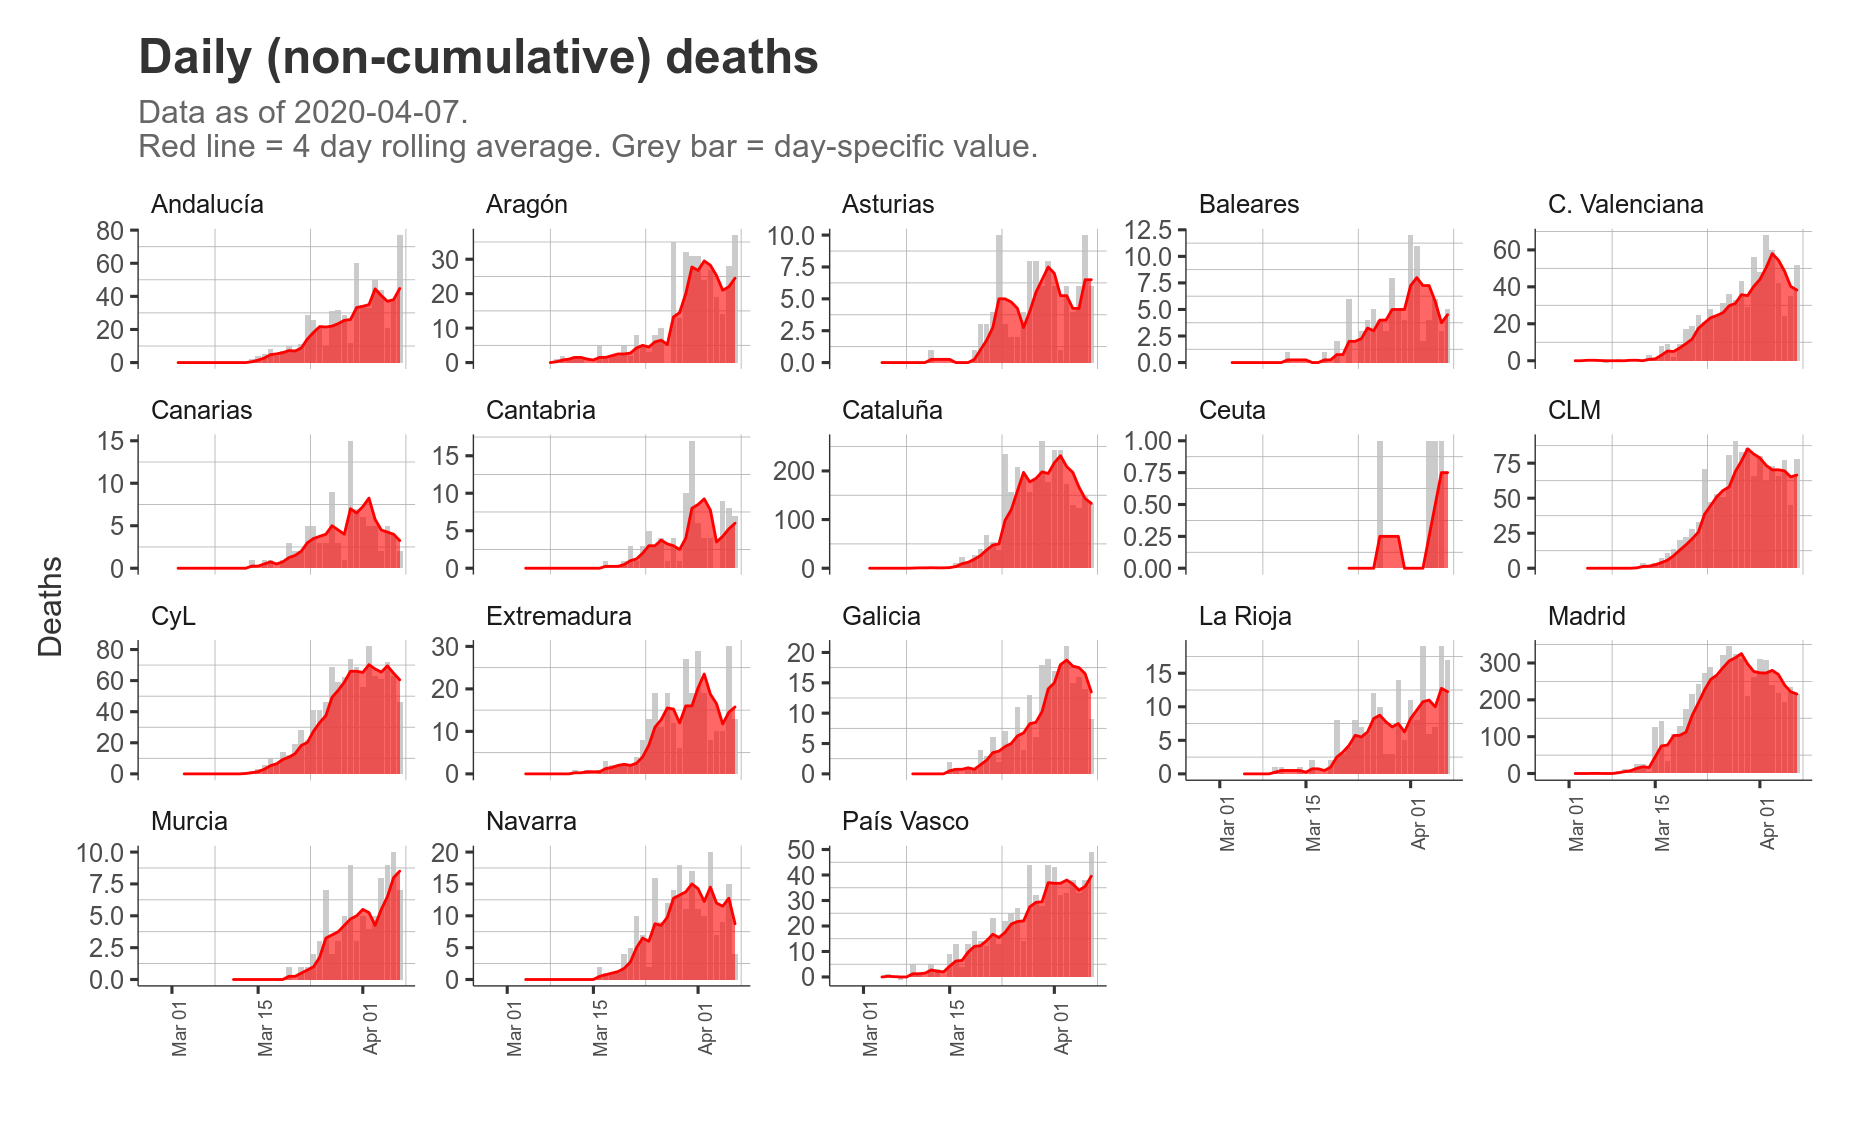 Daily (non-cumulative) deaths
Data as of 2020-04-07.
Red line = 4 day rolling average. Grey bar = day-specific value.
Deaths
Andalucía
80
60
40
20
0
Aragón
30
20
10
0
Asturias
10.0
7.5
5.0
2.5
0.0
Baleares
12.5
10.0
7.5
5.0
2.5
0.0
C. Valenciana
60
40
20
0
Canarias
15
10
5
0
Cantabria
15
10
5
0
Cataluña
200
100
0
Ceuta
1.00
0.75
0.50
0.25
0.00
CLM
75
50
25
0
CyL
80
60
40
20
0
Extremadura
30
20
10
0
Galicia
20
15
10
5
0
La Rioja
15
10
5
0
Mar 01
Mar 15
Apr 01
Madrid
300
200
100
0
Mar 01
Mar 15
Apr 01
Murcia
10.0
7.5
5.0
2.5
0.0
Mar 01
Mar 15
Apr 01
Navarra
20
15
10
5
0
Mar 01
Mar 15
Apr 01
País Vasco
50
40
30
20
10
0
Mar 01
Mar 15
Apr 01